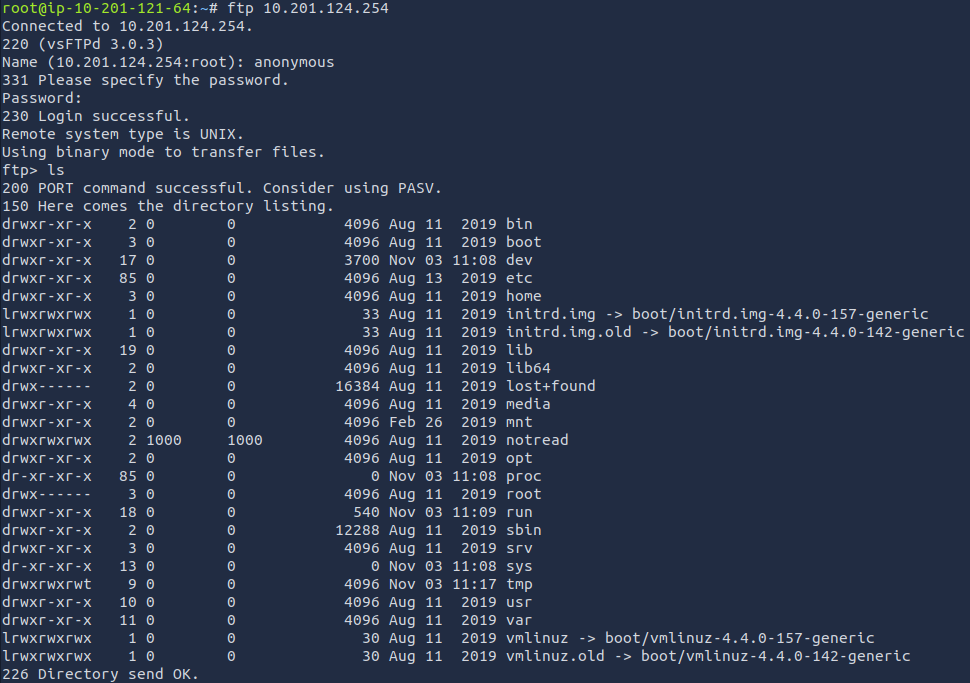 root@ip-10-201-121-64:~# ftp 10.201.124.254
Connected to 10.201.124.254.
220 (vsFTPd 3.0.3)
Name (10.201.124.254:root): anonymous
331 Please specify the password.
Password:
230 Login successful.
Remote system type is UNIX.
Using binary mode to transfer files.
ftp> ls
200 PORT command successful. Consider using PASV.
150 Here comes the directory listing.
drwxr-xr-x    2 0        0            4096 Aug 11  2019 bin
drwxr-xr-x    3 0        0            4096 Aug 11  2019 boot
drwxr-xr-x   17 0        0            3700 Nov 03 11:08 dev
drwxr-xr-x   85 0        0            4096 Aug 13  2019 etc
drwxr-xr-x    3 0        0            4096 Aug 11  2019 home
lrwxrwxrwx    1 0        0              33 Aug 11  2019 initrd.img -> boot/initrd.img-4.4.0-157-generic
lrwxrwxrwx    1 0        0              33 Aug 11  2019 initrd.img.old -> boot/initrd.img-4.4.0-142-generic
drwxr-xr-x   19 0        0            4096 Aug 11  2019 lib
drwxr-xr-x    2 0        0            4096 Aug 11  2019 lib64
drwx------    2 0        0           16384 Aug 11  2019 lost+found
drwxr-xr-x    4 0        0            4096 Aug 11  2019 media
drwxr-xr-x    2 0        0            4096 Feb 26  2019 mnt
drwxrwxrwx    2 1000     1000         4096 Aug 11  2019 notread
drwxr-xr-x    2 0        0            4096 Aug 11  2019 opt
dr-xr-xr-x   85 0        0               0 Nov 03 11:08 proc
drwx------    3 0        0            4096 Aug 11  2019 root
drwxr-xr-x   18 0        0             540 Nov 03 11:09 run
drwxr-xr-x    2 0        0           12288 Aug 11  2019 sbin
drwxr-xr-x    3 0        0            4096 Aug 11  2019 srv
dr-xr-xr-x   13 0        0               0 Nov 03 11:08 sys
drwxrwxrwt    9 0        0            4096 Nov 03 11:17 tmp
drwxr-xr-x   10 0        0            4096 Aug 11  2019 usr
drwxr-xr-x   11 0        0            4096 Aug 11  2019 var
lrwxrwxrwx    1 0        0              30 Aug 11  2019 vmlinuz -> boot/vmlinuz-4.4.0-157-generic
lrwxrwxrwx    1 0        0              30 Aug 11  2019 vmlinuz.old -> boot/vmlinuz-4.4.0-142-generic
226 Directory send OK.